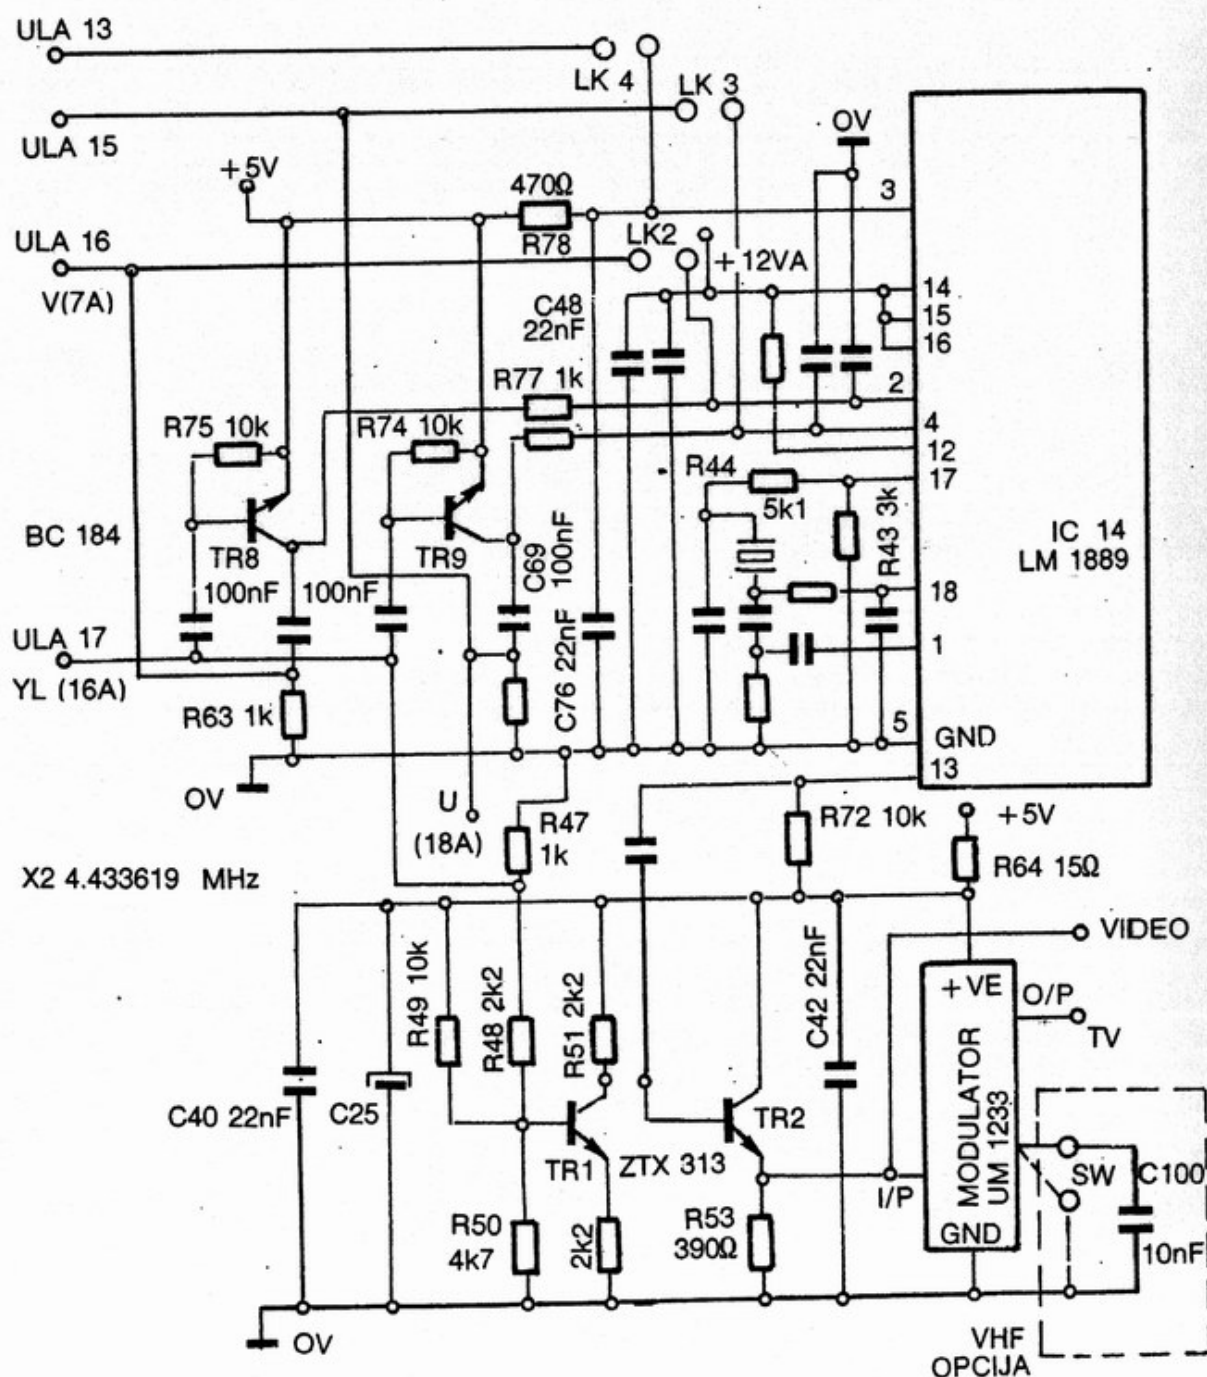 ULA 13
LK 4
LK 3
ULA 15
OV
+5V
470Ω
3
ULA 16
R78
LK2
+12VA
V(7A)
C48
22nF
14
15
16
R77 1k
2
R75 10k
R74 10k
4
12
R44
17
5k1
R43 3k
BC 184
TR8
TR9
C69
100nF
IC 14
LM 1889
100nF
100nF
18
ULA 17
1
YL (16A)
C76 22nF
R63 1k
5
GND
OV
13
U
(18A)
R47
1k
R72 10k
+5V
X2 4.433619 MHz
R64 15Ω
VIDEO
R49 10k
R48 2k2
R51 2k2
C42 22nF
+VE
O/P
TV
MODULATOR
UM 1233
C40 22nF
C25
TR2
TR1
ZTX 313
SW
C100
I/P
R50
4k7
2k2
R53
390Ω
GND
10nF
OV
VHF
OPCIJA